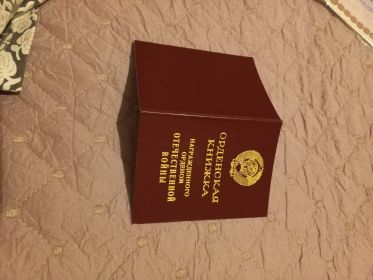 ОРДЕНСКАЯ
КНИЖКА
НАГРАЖДЕННОГО
ОРДЕНОМ
ОТЕЧЕСТВЕННОЙ
ВОЙНЫ